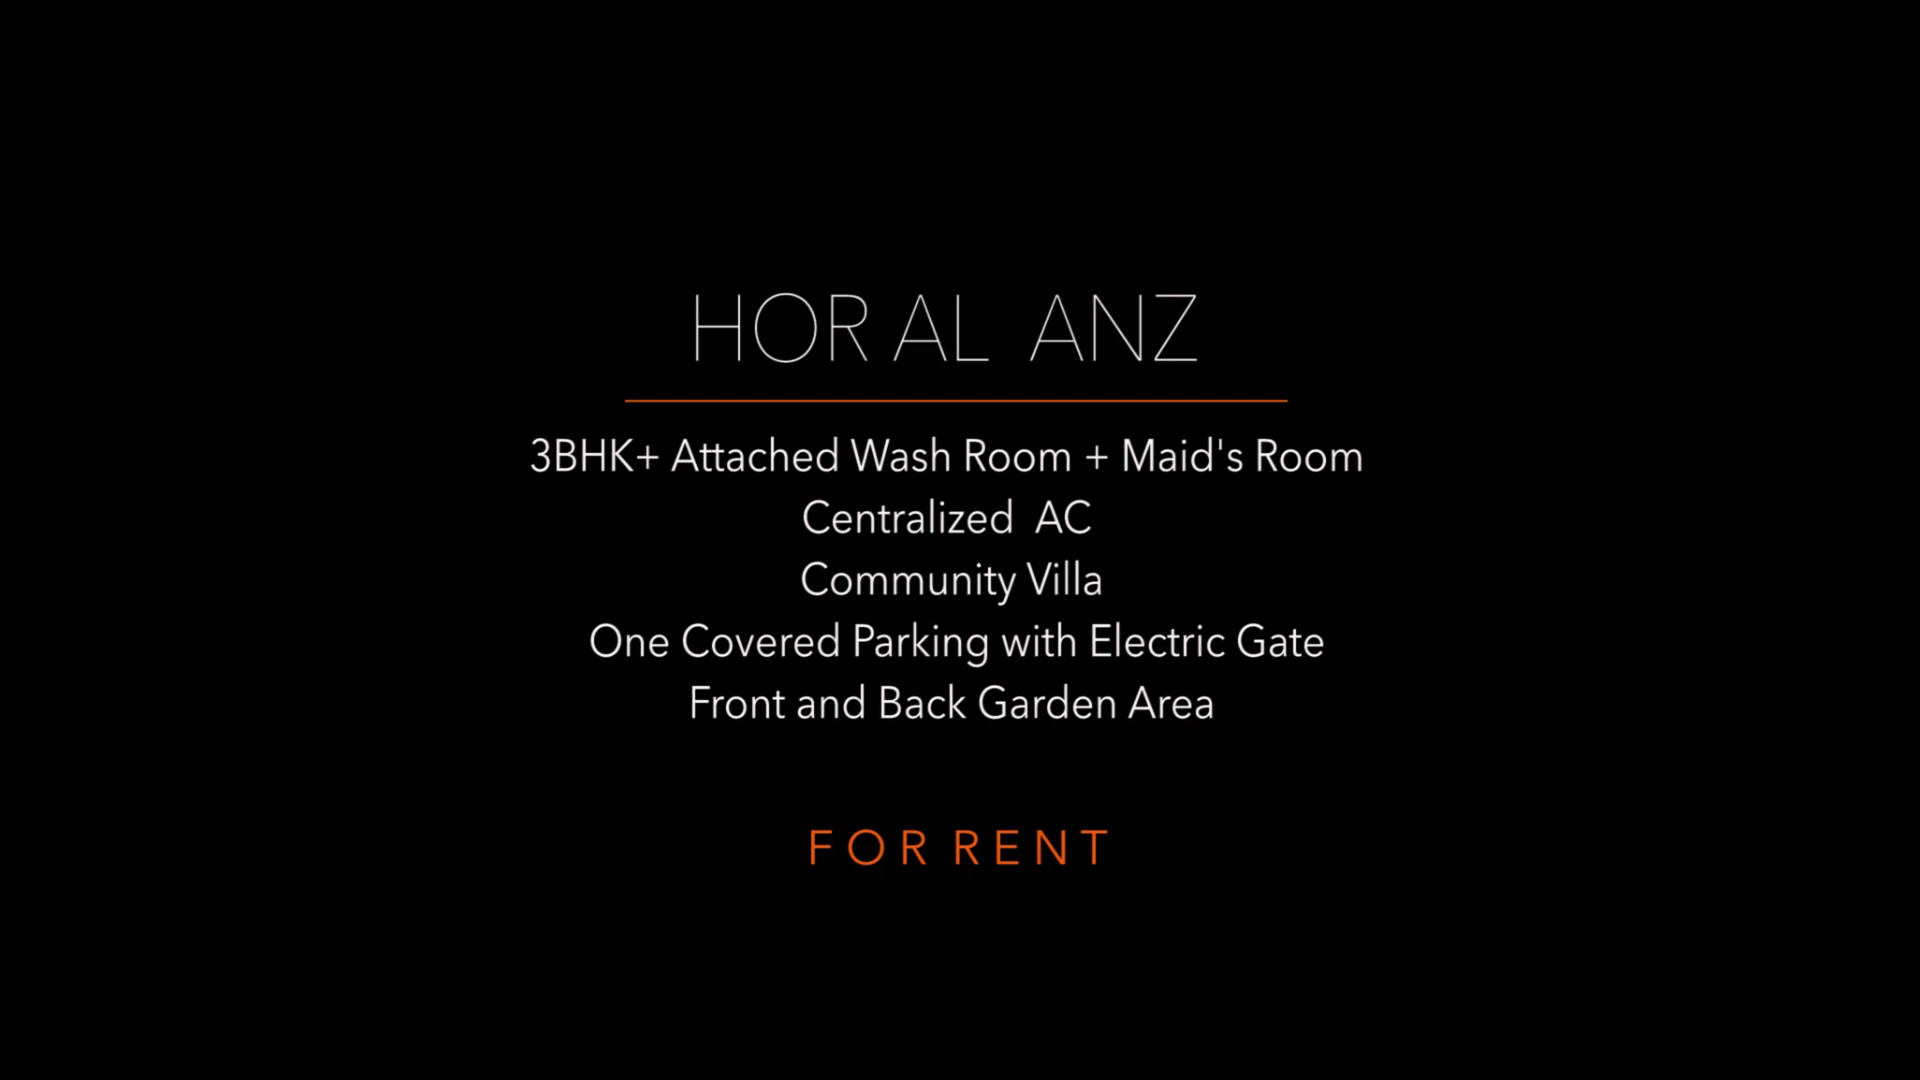 HOR AL ANZ
3BHK+ Attached Wash Room + Maid's Room
Centralized AC
Community Villa
One Covered Parking with Electric Gate
Front and Back Garden Area
FOR RENT